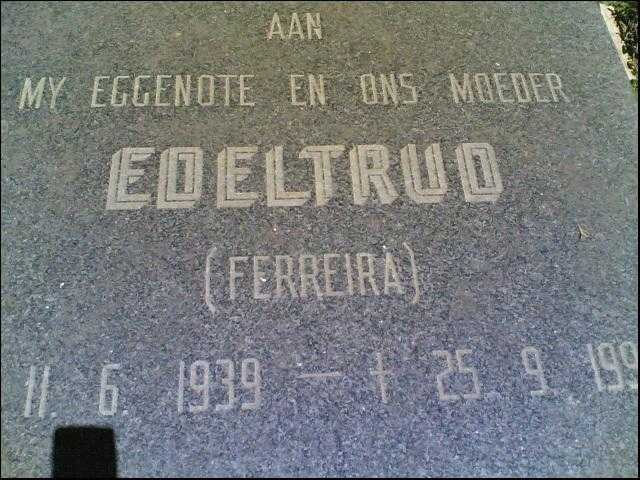 AAN
MY EGGENOTE EN ONS MOEDER
EDELTRUD
(FERREIRA)
11. 6. 1939 — † 25. 9. 199